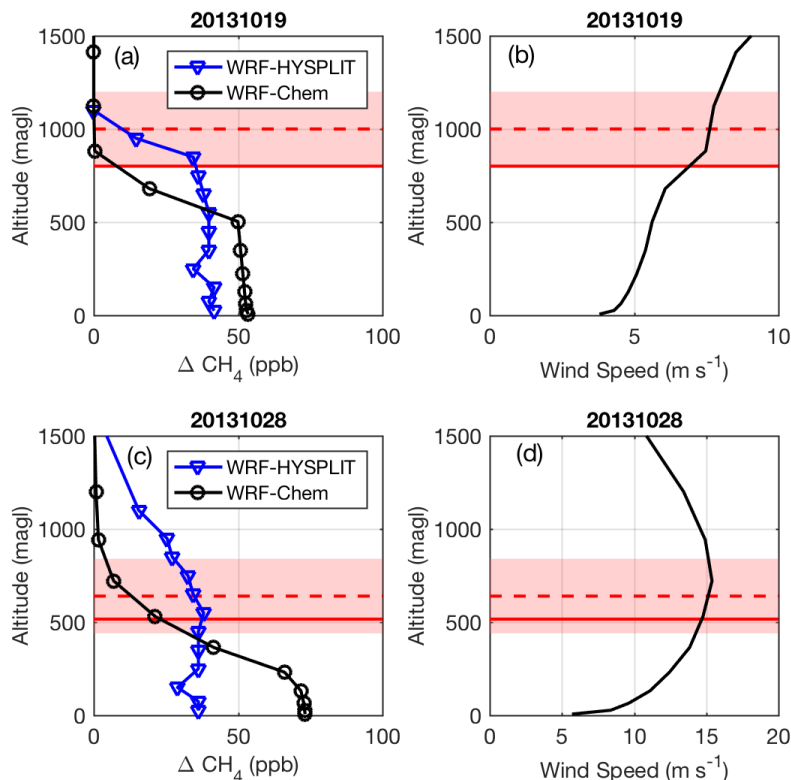 20131019
20131019
1500
(a)
WRF-HYSPLIT
WRF-Chem
1000
500
0
Altitude (magl)
0 50 100
Δ CH4 (ppb)
1500
(b)
1000
500
0
Altitude (magl)
0 5 10
Wind Speed (m s-1)
20131028
20131028
1500
(c)
WRF-HYSPLIT
WRF-Chem
1000
500
0
Altitude (magl)
0 50 100
Δ CH4 (ppb)
1500
(d)
1000
500
0
Altitude (magl)
0 5 10 15 20
Wind Speed (m s-1)